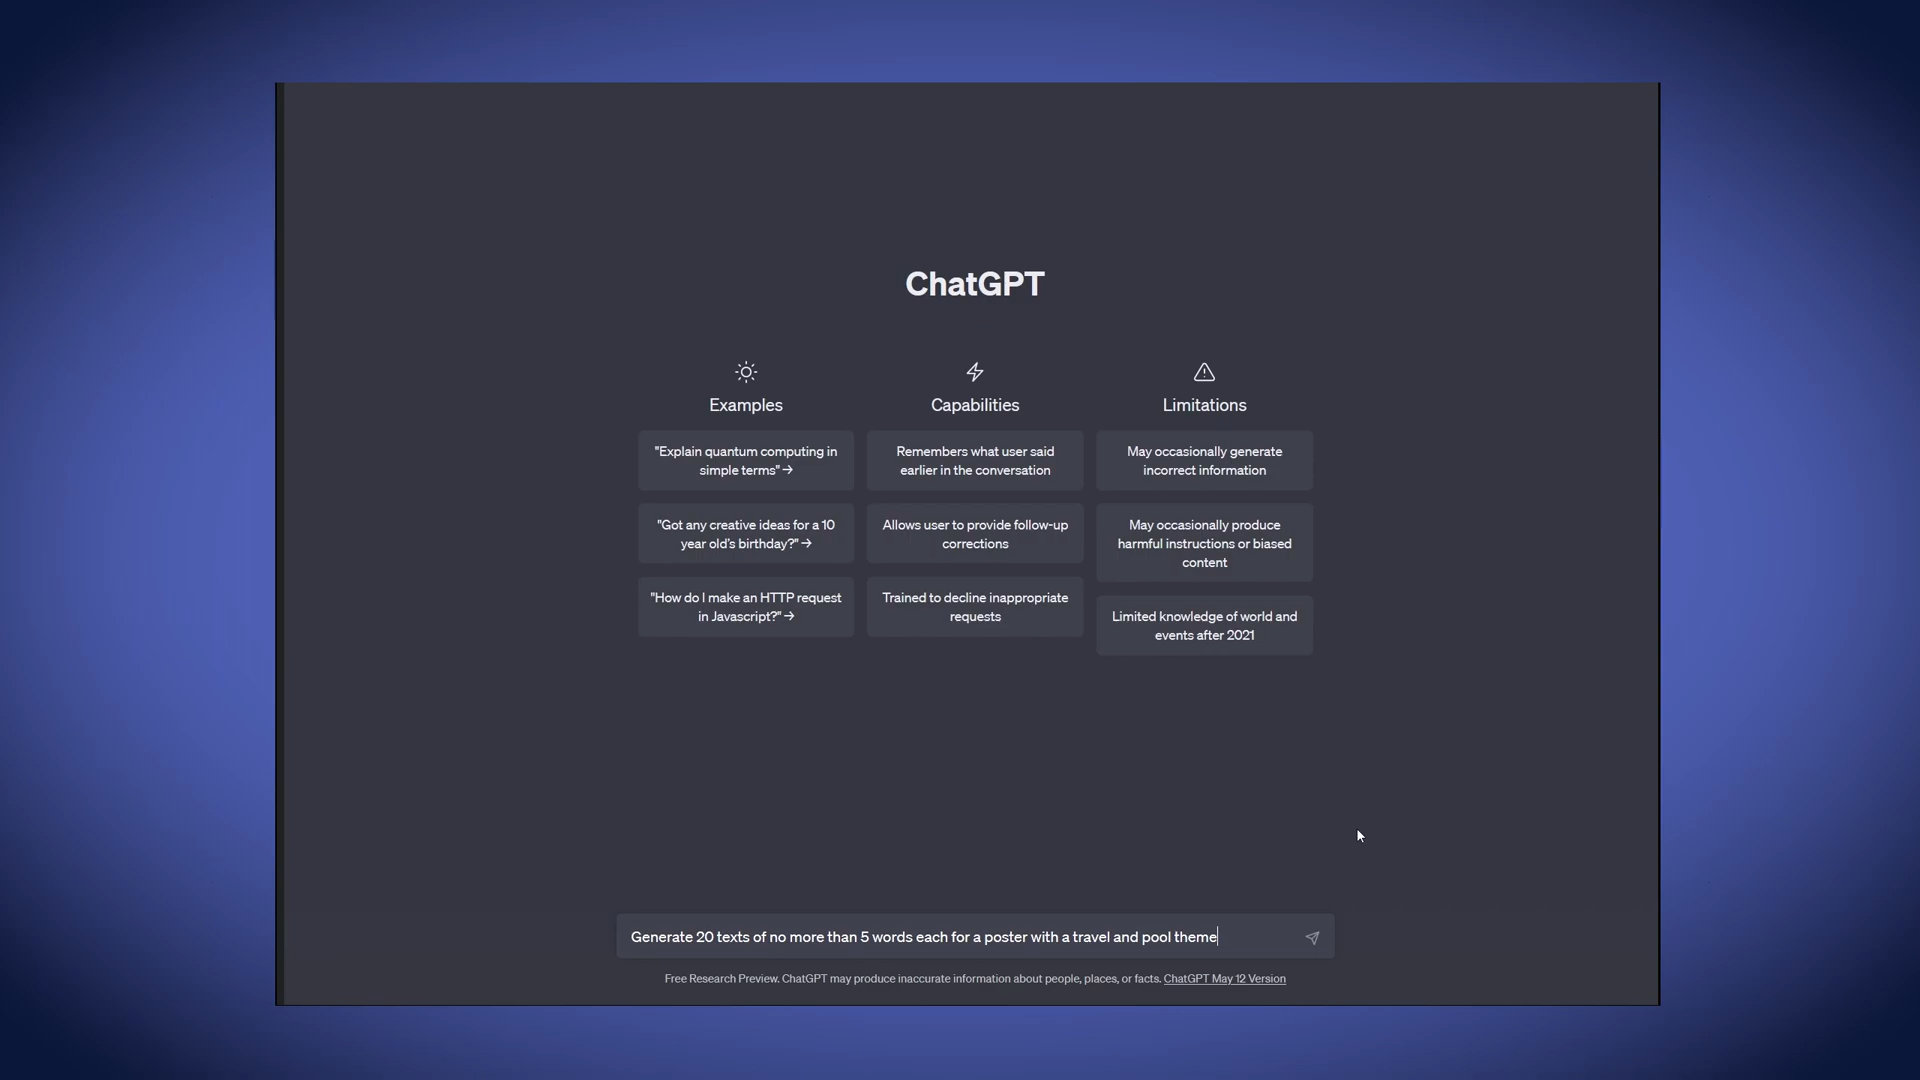 ChatGPT
Examples
Capabilities
Limitations
"Explain quantum computing in
simple terms" →
Remembers what user said
earlier in the conversation
May occasionally generate
incorrect information
"Got any creative ideas for a 10
year old's birthday?" →
Allows user to provide follow-up
corrections
May occasionally produce
harmful instructions or biased
content
"How do I make an HTTP request
in Javascript?" →
Trained to decline inappropriate
requests
Limited knowledge of world and
events after 2021
Generate 20 texts of no more than 5 words each for a poster with a travel and pool theme
Free Research Preview. ChatGPT may produce inaccurate information about people, places, or facts. ChatGPT May 12 Version